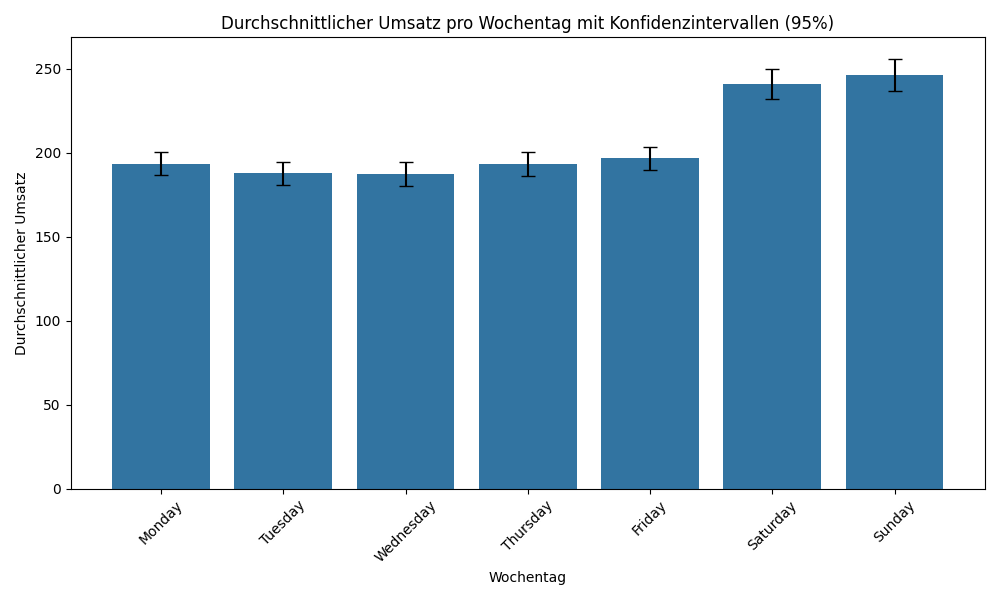 Durchschnittlicher Umsatz pro Wochentag mit Konfidenzintervallen (95%)
Durchschnittlicher Umsatz
250
200
150
100
50
0
Monday
Tuesday
Wednesday
Thursday
Friday
Saturday
Sunday
Wochentag